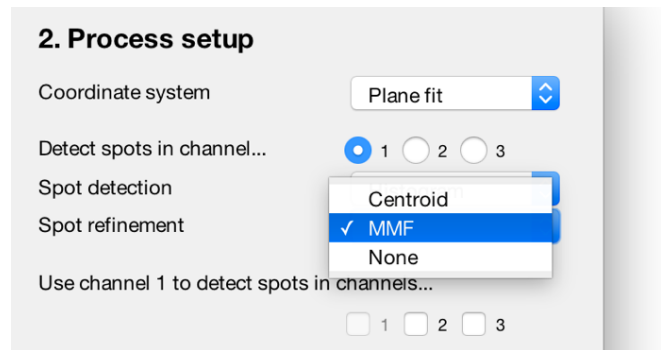 2. Process setup
Coordinate system Plane fit
Detect spots in channel... 1 2 3
Spot detection
Centroid
Spot refinement ✓ MMF
None
Use channel 1 to detect spots in channels...
1 2 3